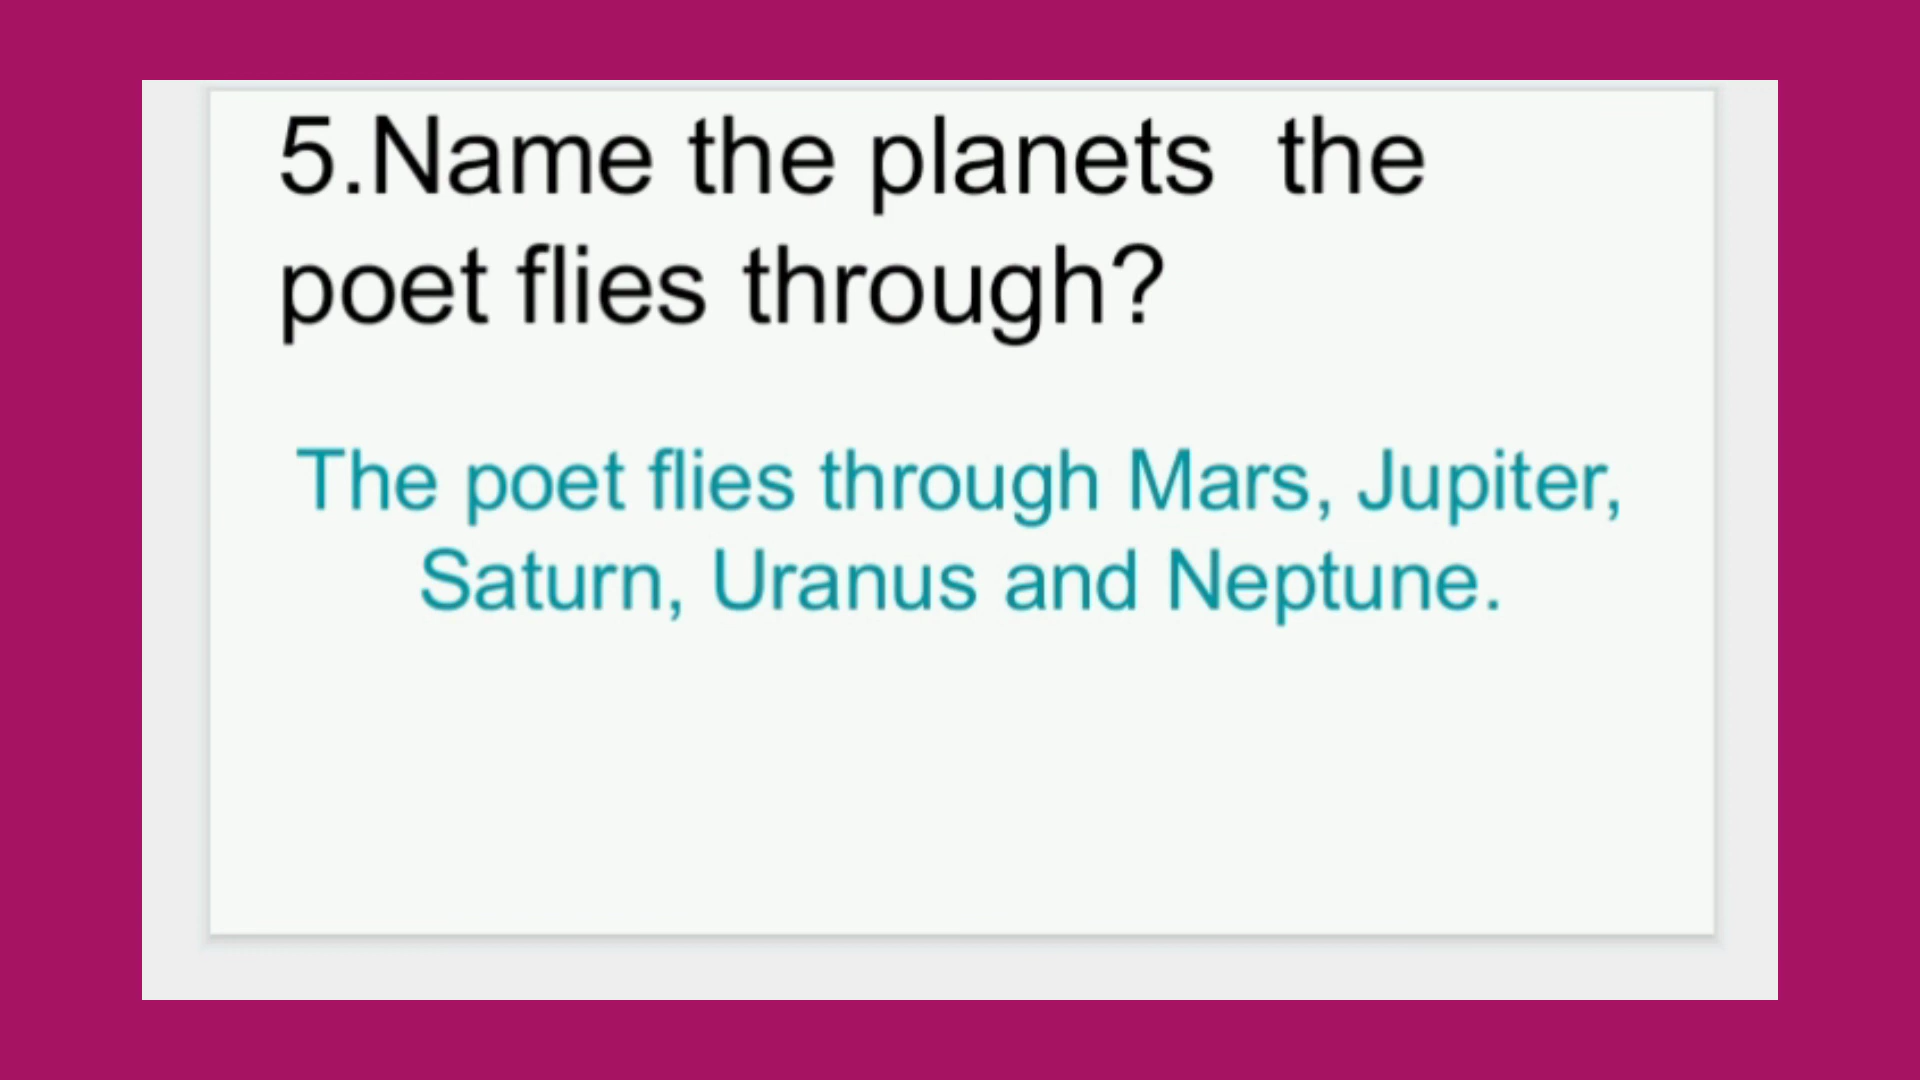 5.Name the planets  the
poet flies through?
The poet flies through Mars, Jupiter,
Saturn, Uranus and Neptune.